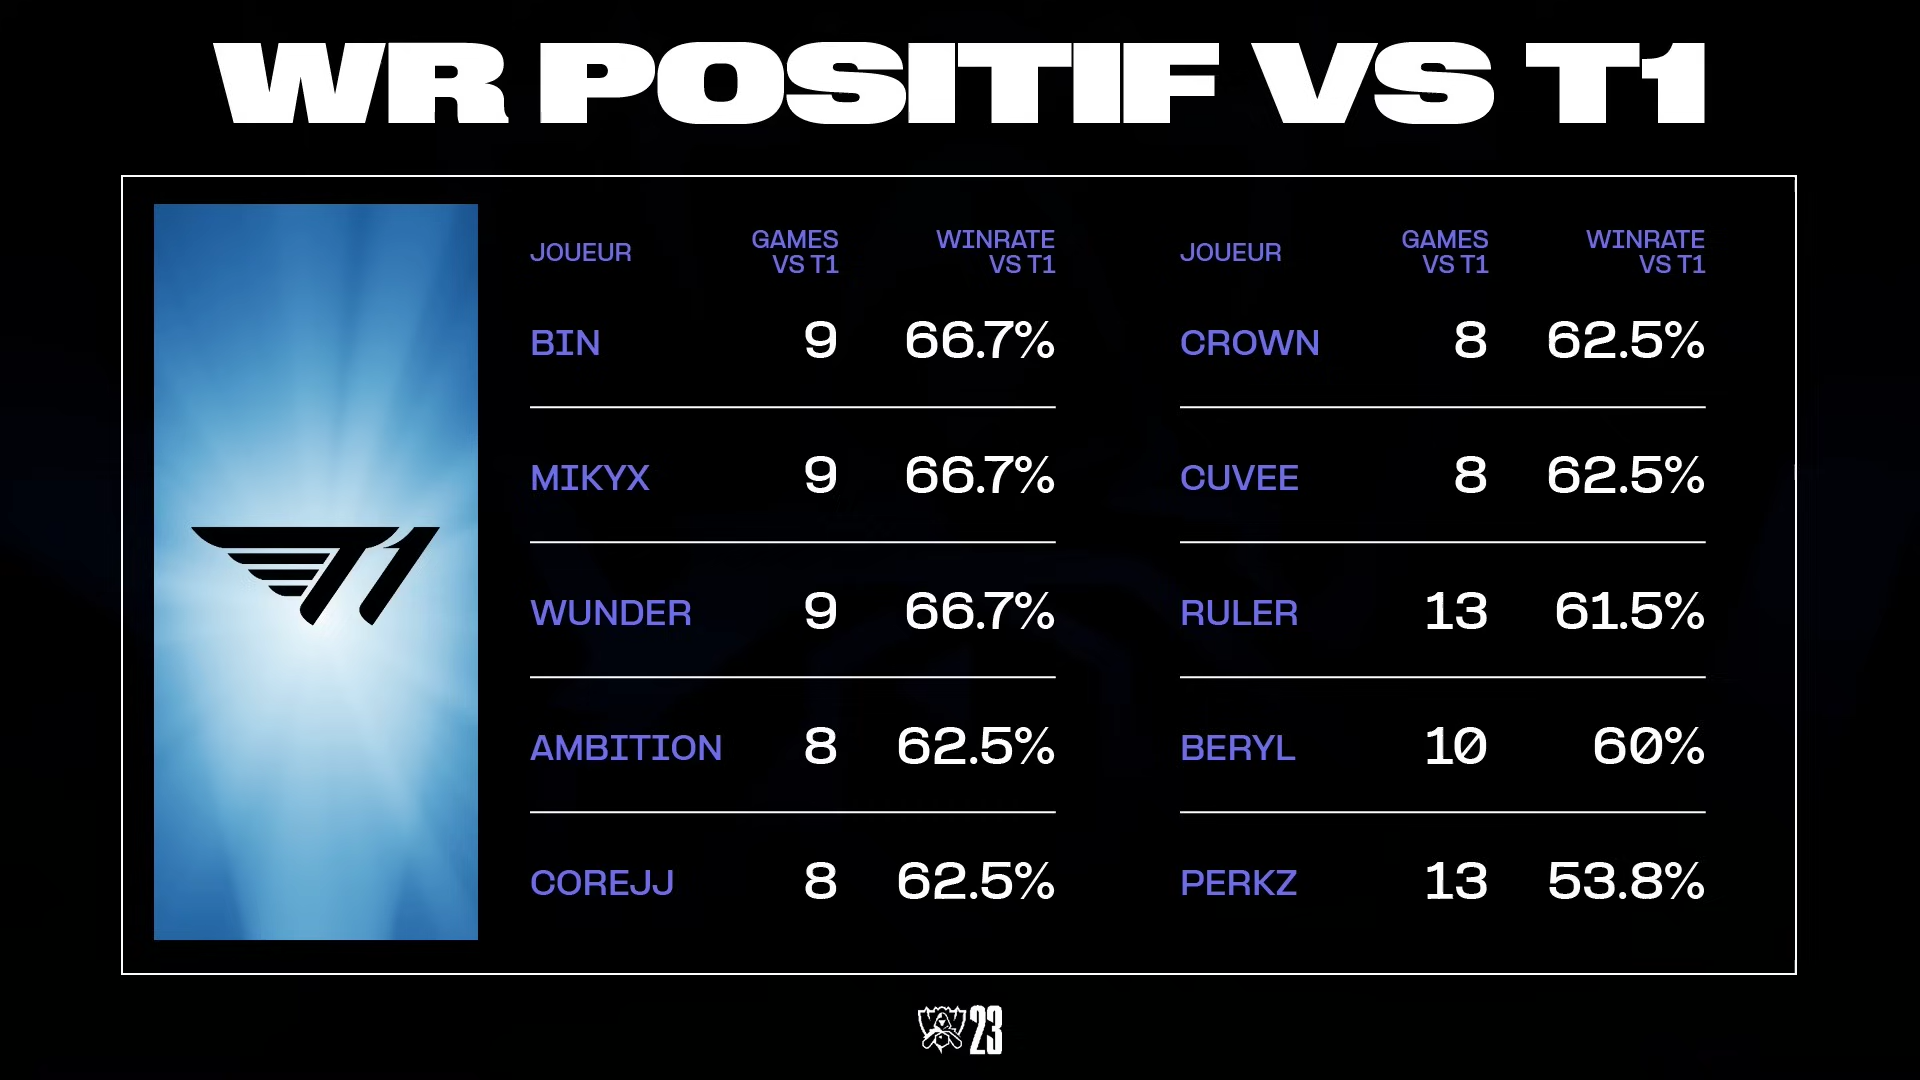 WR POSITIF VS T1
T1
JOUEUR GAMES VS T1 WINRATE VS T1
BIN 9 66.7%
MIKYX 9 66.7%
WUNDER 9 66.7%
AMBITION 8 62.5%
COREJJ 8 62.5%
JOUEUR GAMES VS T1 WINRATE VS T1
CROWN 8 62.5%
CUVEE 8 62.5%
RULER 13 61.5%
BERYL 10 60%
PERKZ 13 53.8%
23